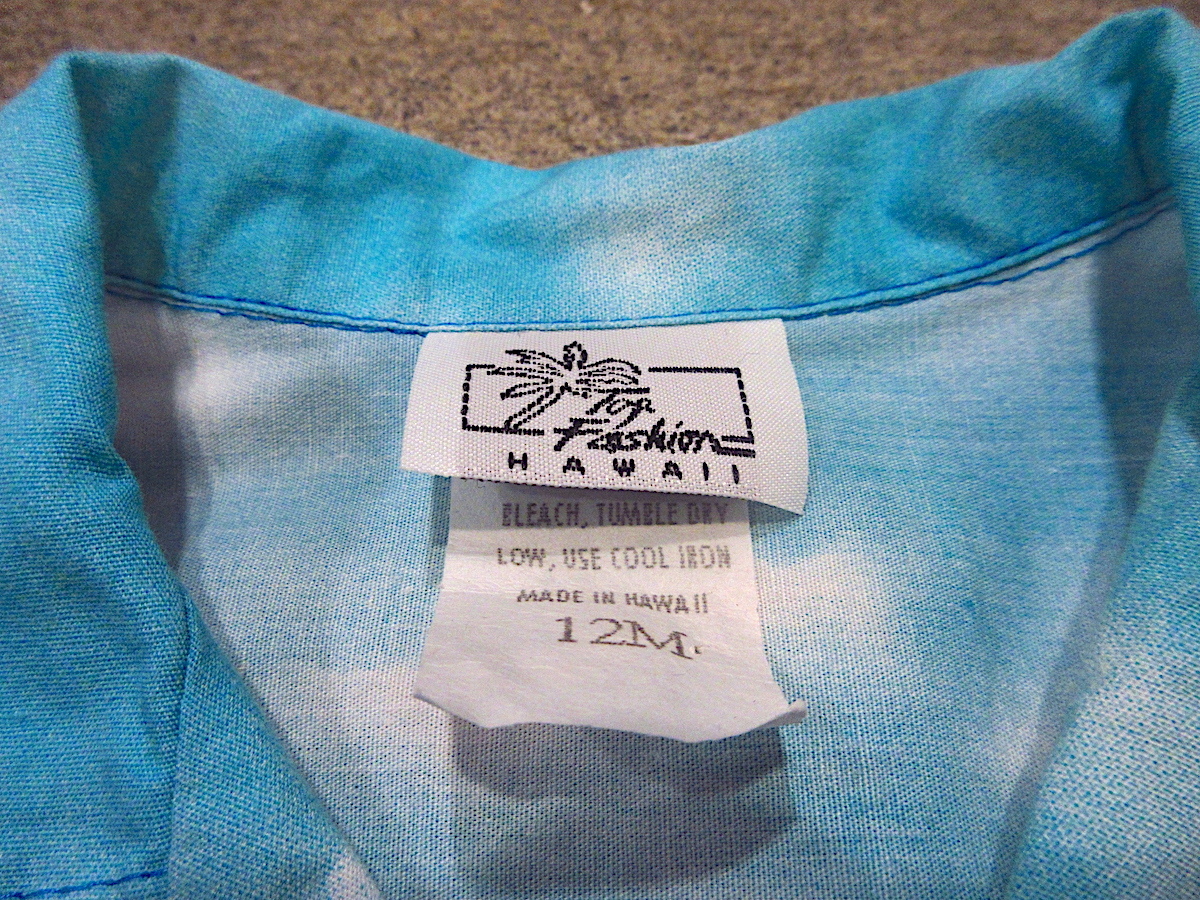 Top
Fashion
HAWAII
BLEACH, TUMBLE DRY
LOW, USE COOL IRON
MADE IN HAWAII
12M.